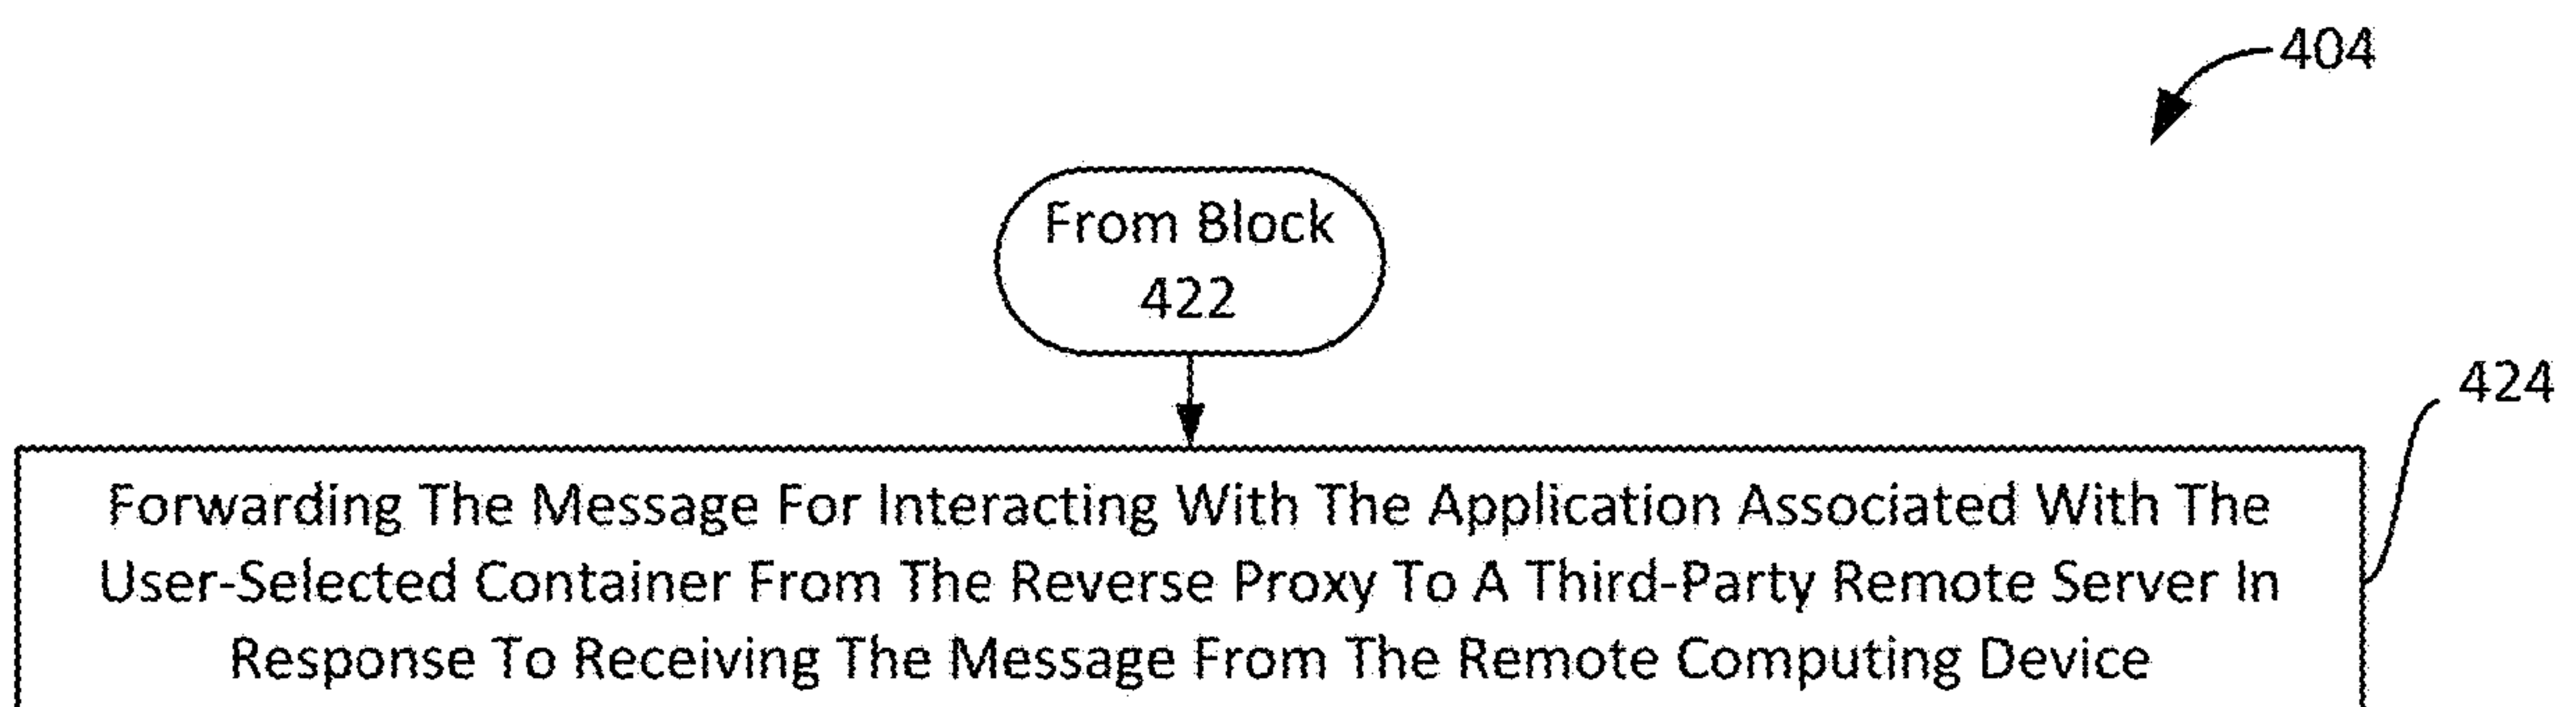 404
From Block
422
424
Forwarding The Message For Interacting With The Application Associated With The
User-Selected Container From The Reverse Proxy To A Third-Party Remote Server In
Response To Receiving The Message From The Remote Computing Device